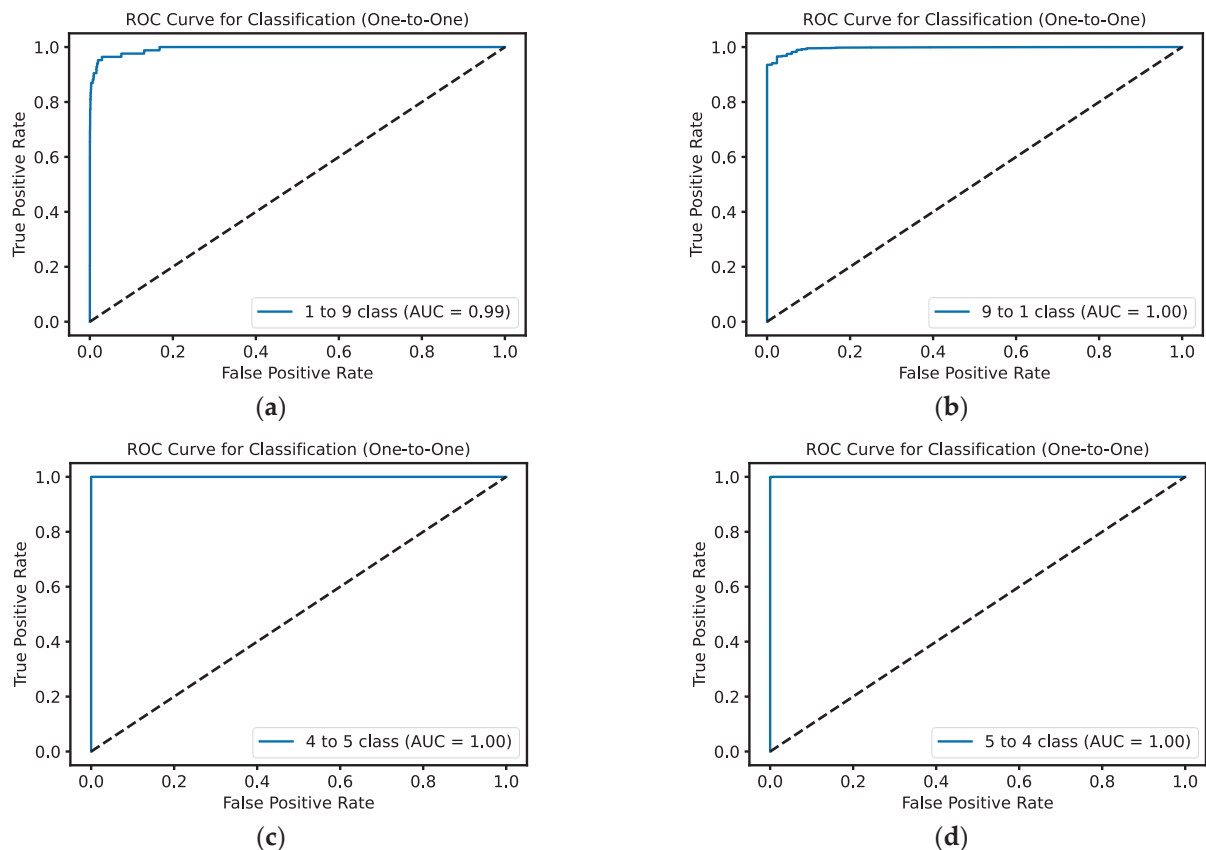 ROC Curve for Classification (One-to-One)
1.0
0.8
0.6
0.4
0.2
0.0
True Positive Rate
1 to 9 class (AUC = 0.99)
0.0 0.2 0.4 0.6 0.8 1.0
False Positive Rate
(a)
ROC Curve for Classification (One-to-One)
1.0
0.8
0.6
0.4
0.2
0.0
True Positive Rate
9 to 1 class (AUC = 1.00)
0.0 0.2 0.4 0.6 0.8 1.0
False Positive Rate
(b)
ROC Curve for Classification (One-to-One)
1.0
0.8
0.6
0.4
0.2
0.0
True Positive Rate
4 to 5 class (AUC = 1.00)
0.0 0.2 0.4 0.6 0.8 1.0
False Positive Rate
(c)
ROC Curve for Classification (One-to-One)
1.0
0.8
0.6
0.4
0.2
0.0
True Positive Rate
5 to 4 class (AUC = 1.00)
0.0 0.2 0.4 0.6 0.8 1.0
False Positive Rate
(d)